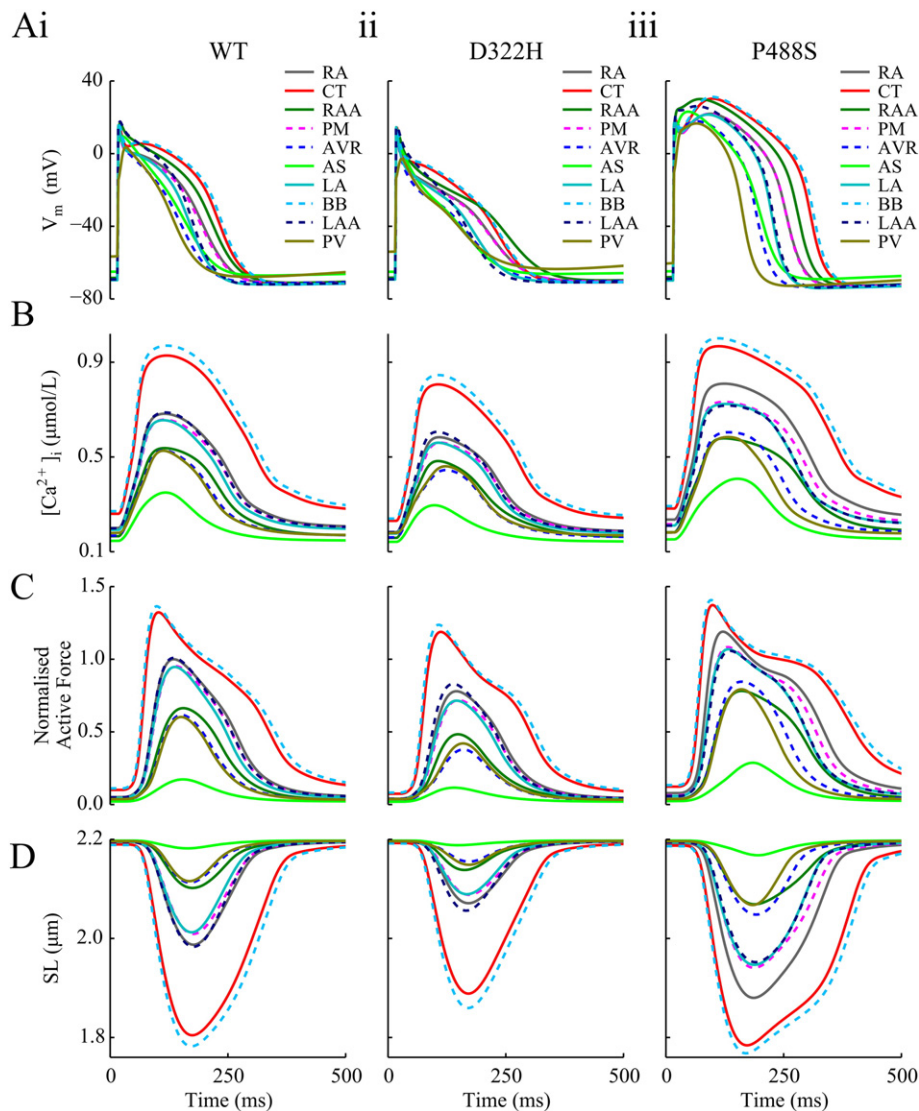 Ai ii iii
WT D322H P488S
40
0
−40
−80
V_m (mV)
RA
CT
RAA
PM
AVR
AS
LA
BB
LAA
PV
RA
CT
RAA
PM
AVR
AS
LA
BB
LAA
PV
RA
CT
RAA
PM
AVR
AS
LA
BB
LAA
PV
B
0.9
0.5
0.1
[Ca²⁺]ᵢ (μmol/L)
C
1.5
1.0
0.5
0.0
Normalised
Active Force
D
2.2
2.0
1.8
SL (μm)
0 250 500 0 250 500 0 250 500
Time (ms) Time (ms) Time (ms)